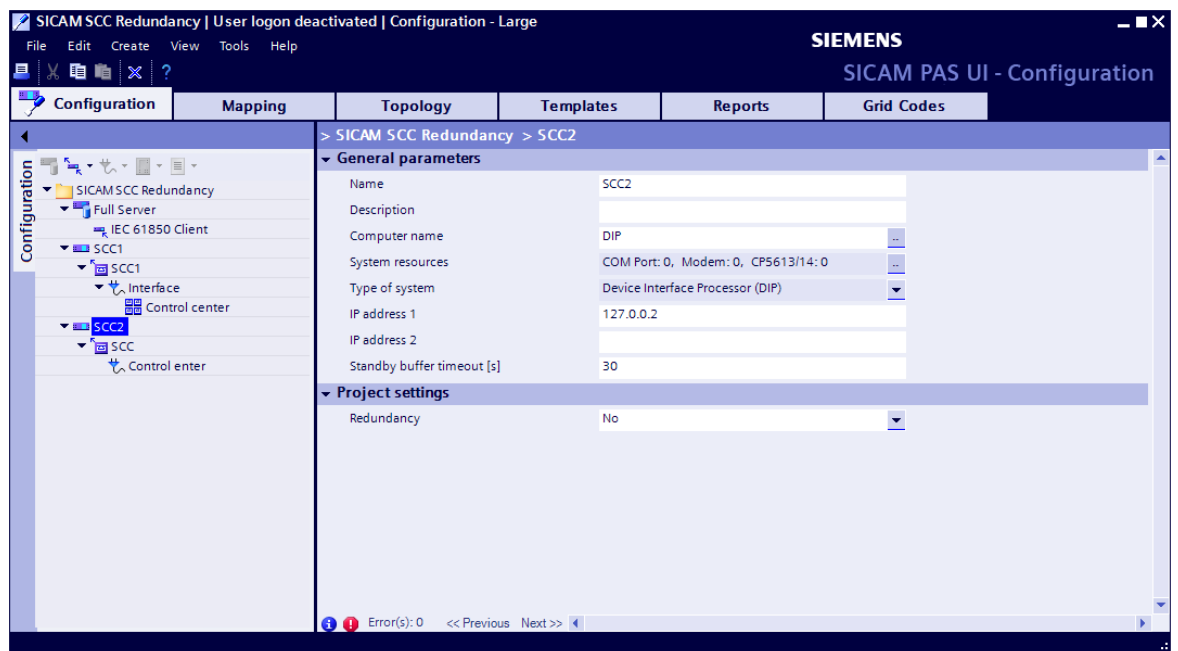 SICAM SCC Redundancy | User logon deactivated | Configuration - Large
File Edit Create View Tools Help
SIEMENS
SICAM PAS UI - Configuration
Configuration Mapping Topology Templates Reports Grid Codes
> SICAM SCC Redundancy > SCC2
Configuration
SICAM SCC Redundancy
Full Server
IEC 61850 Client
SCC1
SCC1
Interface
Control center
SCC2
SCC
Control enter
General parameters
Name SCC2
Description
Computer name DIP ...
System resources COM Port: 0, Modem: 0, CP5613/14: 0 ...
Type of system Device Interface Processor (DIP)
IP address 1 127.0.0.2
IP address 2
Standby buffer timeout [s] 30
Project settings
Redundancy No
Error(s): 0 << Previous Next >>